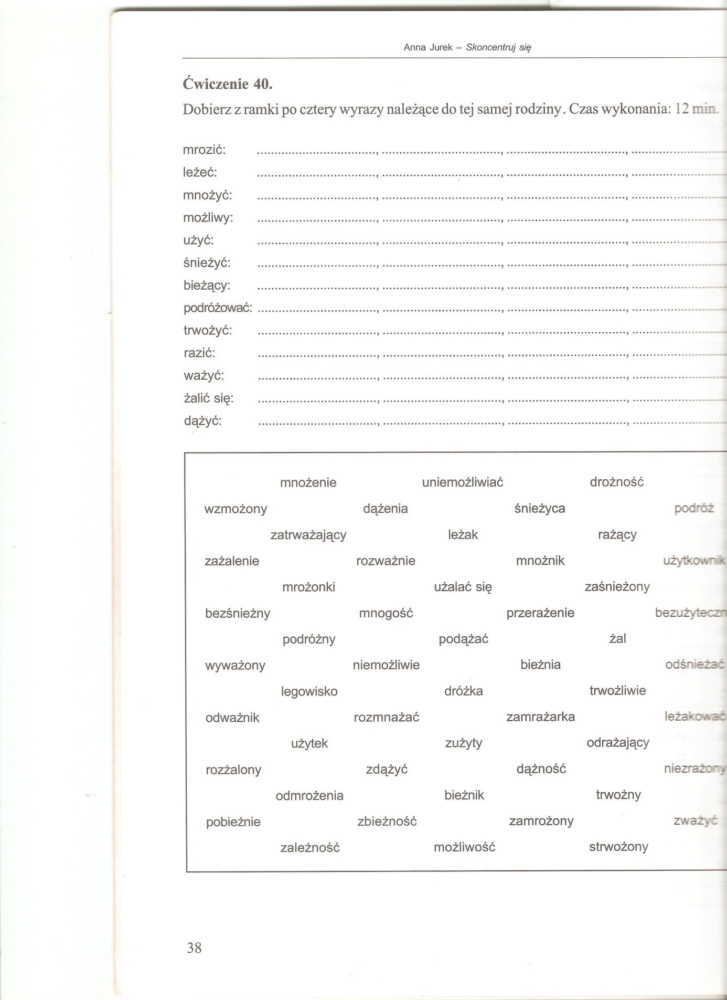 Anna Jurek – Skoncentruj się
Ćwiczenie 40.
Dobierz z ramki po cztery wyrazy należące do tej samej rodziny. Czas wykonania: 12 min.
mrozić: ................................, ................................, ................................, ................................
leżeć: ................................, ................................, ................................, ................................
mnożyć: ................................, ................................, ................................, ................................
możliwy: ................................, ................................, ................................, ................................
użyć: ................................, ................................, ................................, ................................
śnieżyć: ................................, ................................, ................................, ................................
bieżący: ................................, ................................, ................................, ................................
podróżować: ................................, ................................, ................................, ................................
trwożyć: ................................, ................................, ................................, ................................
razić: ................................, ................................, ................................, ................................
ważyć: ................................, ................................, ................................, ................................
żalić się: ................................, ................................, ................................, ................................
dążyć: ................................, ................................, ................................, ................................
mnożenie uniemożliwiać drożność
wzmożony dążenia śnieżyca podróż
zatrważający leżak rażący
zażalenie rozważnie mnożnik użytkownik
mrożonki użalać się zaśnieżony
bezśnieżny mnogość przerażenie bezużyteczn
podróżny podążać żal
wyważony niemożliwie bieżnia odśnieżać
legowisko dróżka trwożliwie
odważnik rozmnażać zamrażarka leżakować
użytek zużyty odrażający
rozżalony zdążyć dążność niezrażony
odmrożenia bieżnik trwożny
pobieżnie zbieżność zamrożony zważyć
zależność możliwość strwożony
38